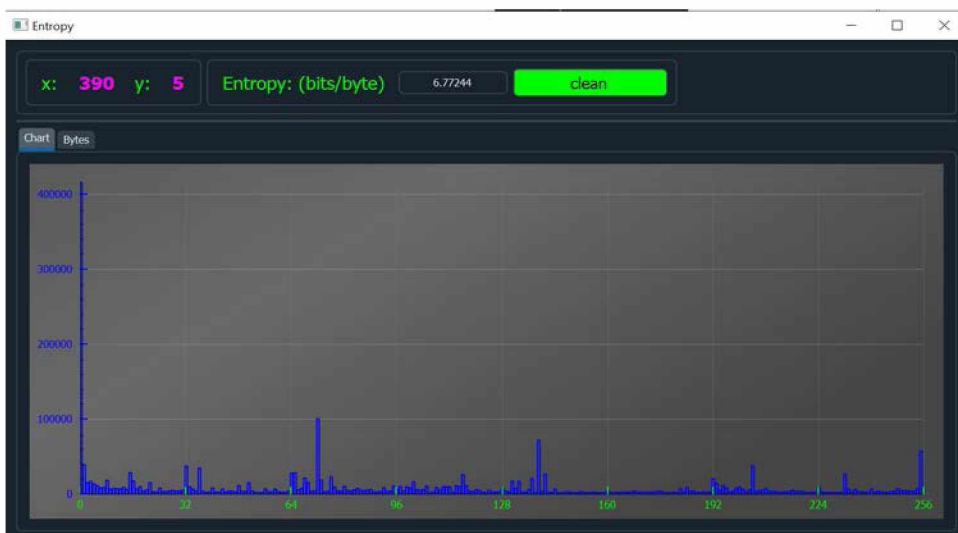 Entropy
x: 390 y: 5 Entropy: (bits/byte) 6.77244 clean
Chart Bytes
400000
300000
200000
100000
0
0 32 64 96 128 160 192 224 256